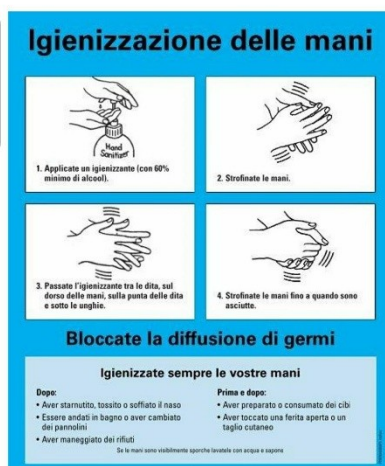 Igienizzazione delle mani
Hand
Sanitizer
1. Applicate un igienizzante (con 60%
minimo di alcool).
2. Strofinate le mani.
3. Passate l'igienizzante tra le dita, sul
dorso delle mani, sulla punta delle dita
e sotto le unghie.
4. Strofinate le mani fino a quando sono
asciutte.
Bloccate la diffusione di germi
Igienizzate sempre le vostre mani
Dopo:
• Aver starnutito, tossito o soffiato il naso
• Essere andati in bagno o aver cambiato
dei pannolini
• Aver maneggiato dei rifiuti
Prima e dopo:
• Aver preparato o consumato dei cibi
• Aver toccato una ferita aperta o un
taglio cutaneo
Se le mani sono visibilmente sporche lavatele con acqua e sapone